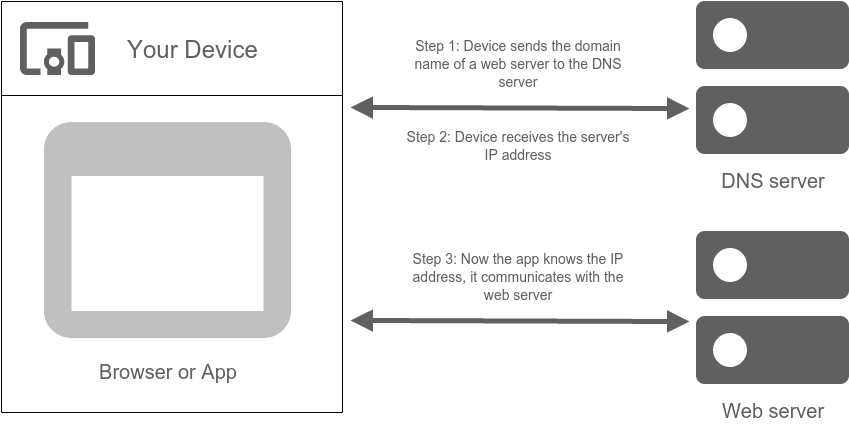 Your Device
Step 1: Device sends the domain
name of a web server to the DNS
server
Step 2: Device receives the server's
IP address
DNS server
Step 3: Now the app knows the IP
address, it communicates with the
web server
Browser or App
Web server